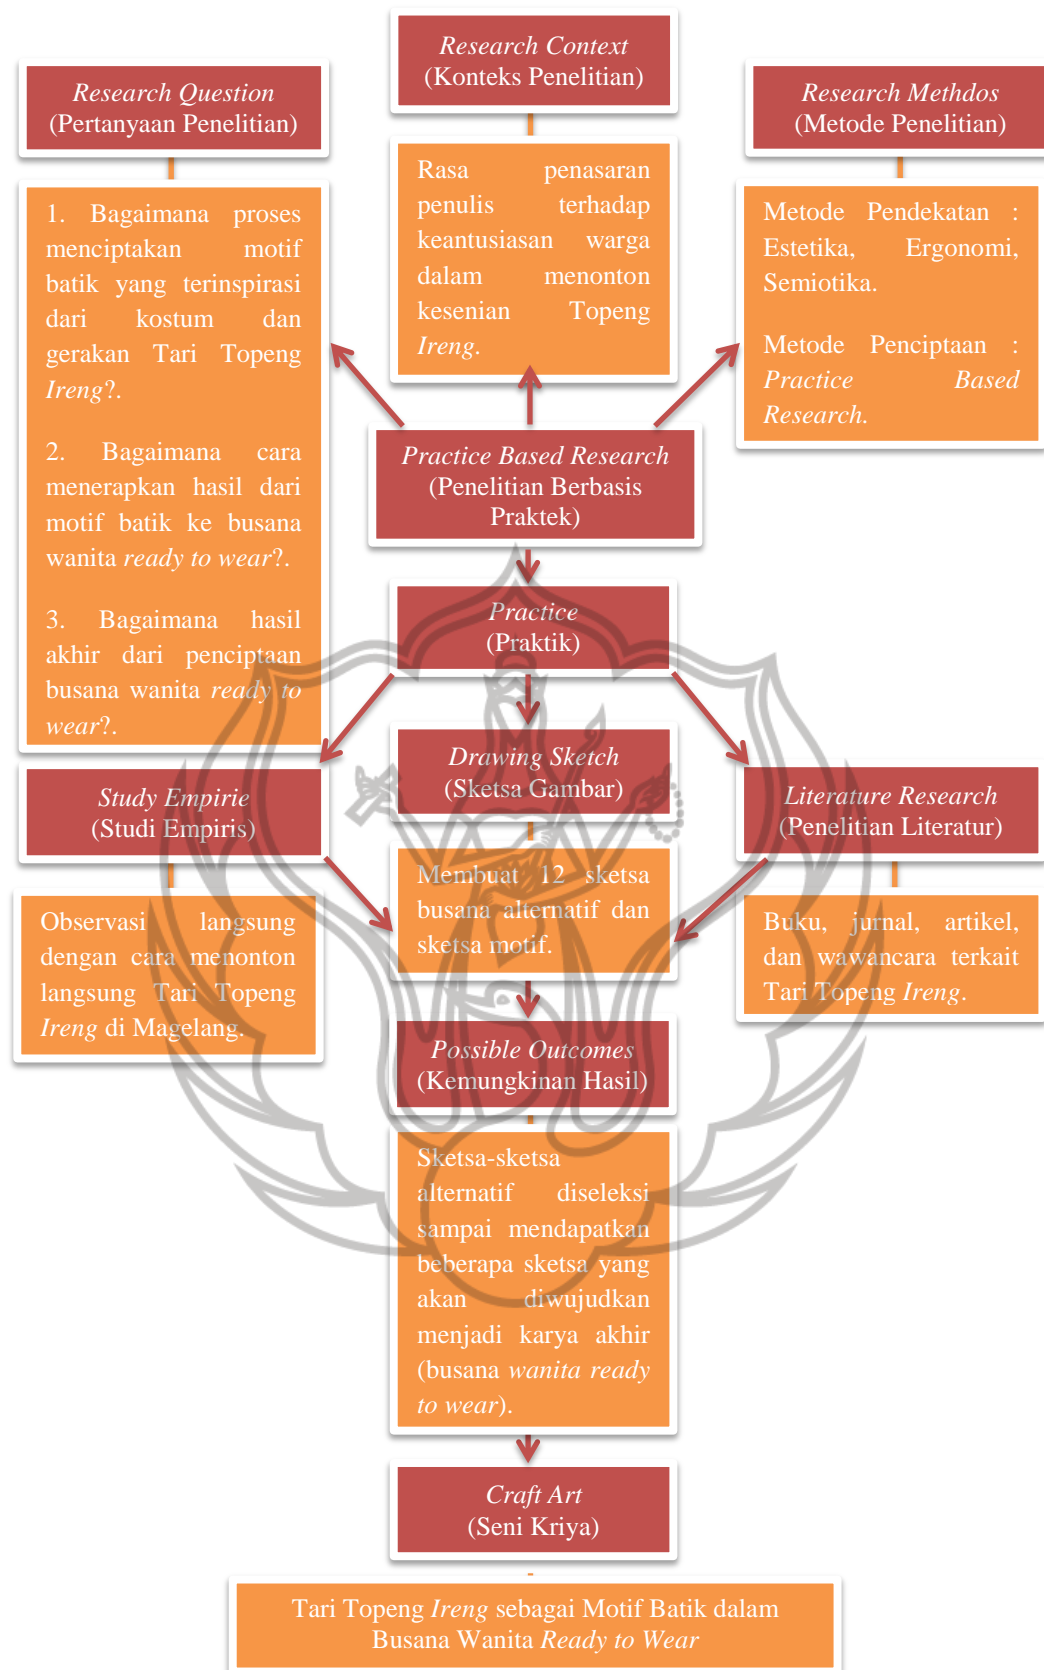 Research Context
(Konteks Penelitian)
Research Question
(Pertanyaan Penelitian)
Research Methdos
(Metode Penelitian)
1. Bagaimana proses
menciptakan motif
batik yang terinspirasi
dari kostum dan
gerakan Tari Topeng
Ireng?.
2. Bagaimana cara
menerapkan hasil dari
motif batik ke busana
wanita ready to wear?.
3. Bagaimana hasil
akhir dari penciptaan
busana wanita ready to
wear?.
Rasa penasaran
penulis terhadap
keantusiasan warga
dalam menonton
kesenian Topeng
Ireng.
Metode Pendekatan :
Estetika, Ergonomi,
Semiotika.
Metode Penciptaan :
Practice Based
Research.
Practice Based Research
(Penelitian Berbasis
Praktek)
Practice
(Praktik)
Study Empirie
(Studi Empiris)
Drawing Sketch
(Sketsa Gambar)
Literature Research
(Penelitian Literatur)
Observasi langsung
dengan cara menonton
langsung Tari Topeng
Ireng di Magelang.
Membuat 12 sketsa
busana alternatif dan
sketsa motif.
Buku, jurnal, artikel,
dan wawancara terkait
Tari Topeng Ireng.
Possible Outcomes
(Kemungkinan Hasil)
Sketsa-sketsa
alternatif diseleksi
sampai mendapatkan
beberapa sketsa yang
akan diwujudkan
menjadi karya akhir
(busana wanita ready
to wear).
Craft Art
(Seni Kriya)
Tari Topeng Ireng sebagai Motif Batik dalam
Busana Wanita Ready to Wear